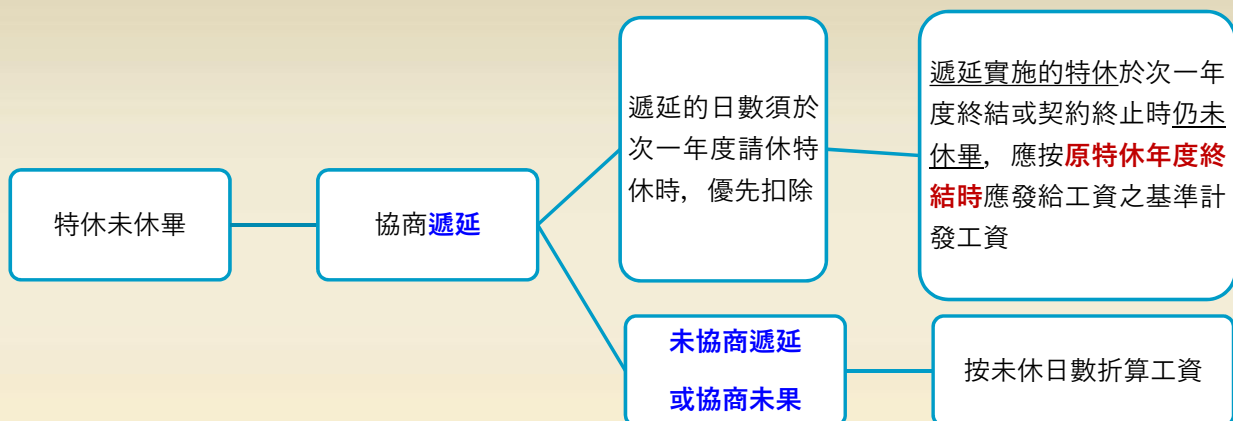 特休未休畢
協商遞延
遞延的日數須於
次一年度請休特
休時，優先扣除
遞延實施的特休於次一年
度終結或契約終止時仍未
休畢，應按原特休年度終
結時應發給工資之基準計
發工資
未協商遞延
或協商未果
按未休日數折算工資